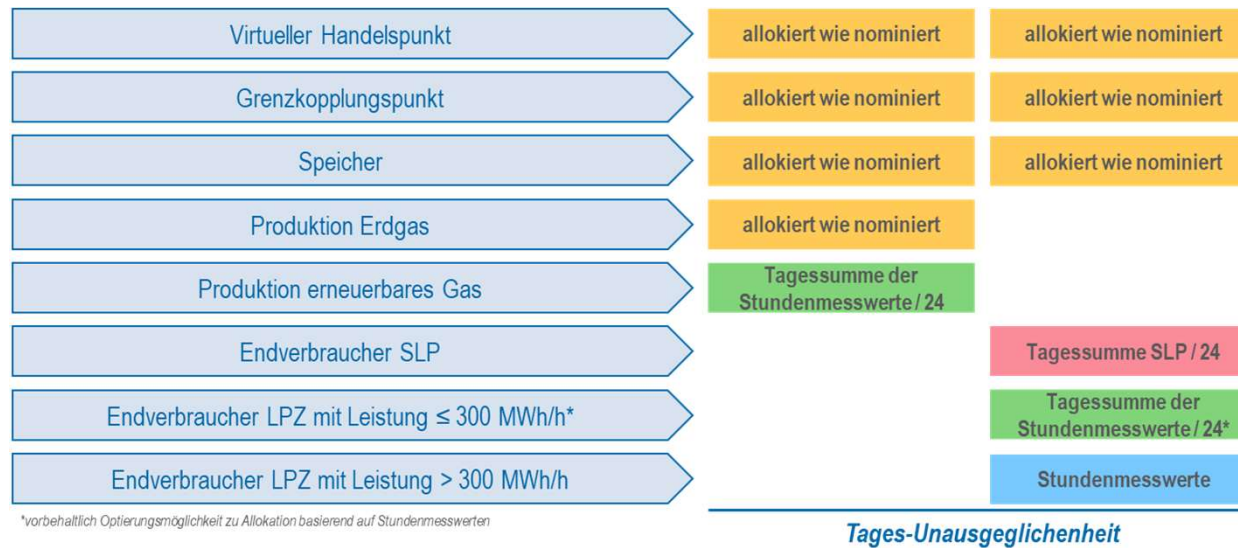 Virtueller Handelspunkt
allokiert wie nominiert
allokiert wie nominiert
Grenzkopplungspunkt
allokiert wie nominiert
allokiert wie nominiert
Speicher
allokiert wie nominiert
allokiert wie nominiert
Produktion Erdgas
allokiert wie nominiert
Produktion erneuerbares Gas
Tagessumme der
Stundenmesswerte / 24
Endverbraucher SLP
Tagessumme SLP / 24
Endverbraucher LPZ mit Leistung ≤ 300 MWh/h*
Tagessumme der
Stundenmesswerte / 24*
Endverbraucher LPZ mit Leistung > 300 MWh/h
Stundenmesswerte
*vorbehaltlich Optierungsmöglichkeit zu Allokation basierend auf Stundenmesswerten
Tages-Unausgeglichenheit